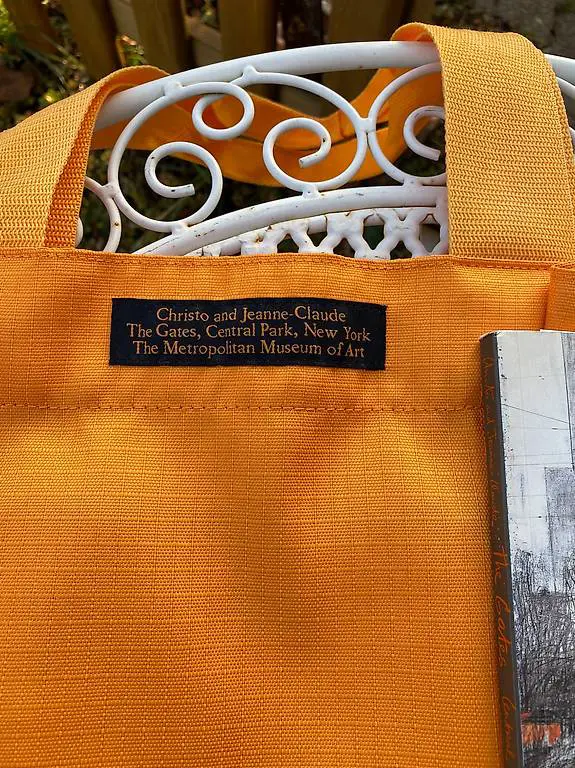 Christo and Jeanne-Claude
The Gates, Central Park, New York
The Metropolitan Museum of Art
The Gates